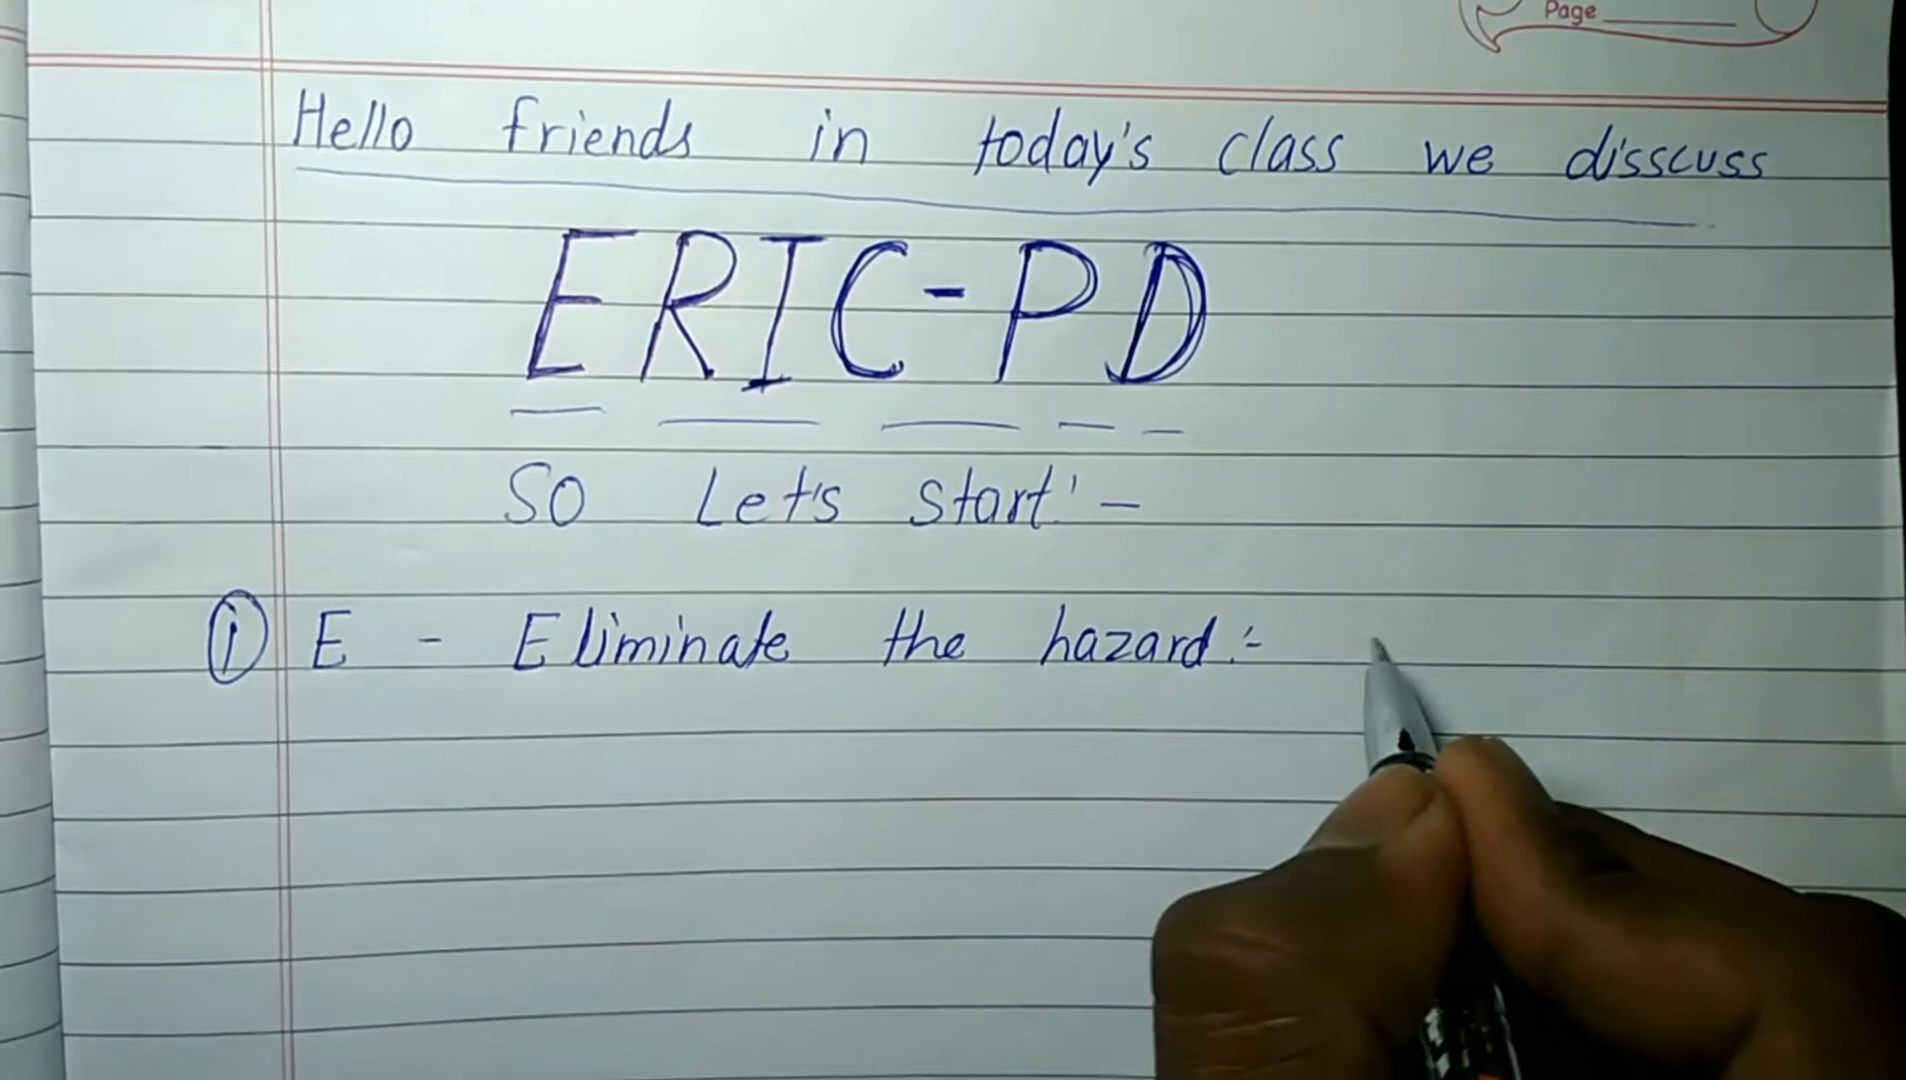 Page
Hello friends in today's class we disscuss
ERIC-PD
SO Let's start:-
① E - Eliminate the hazard:-